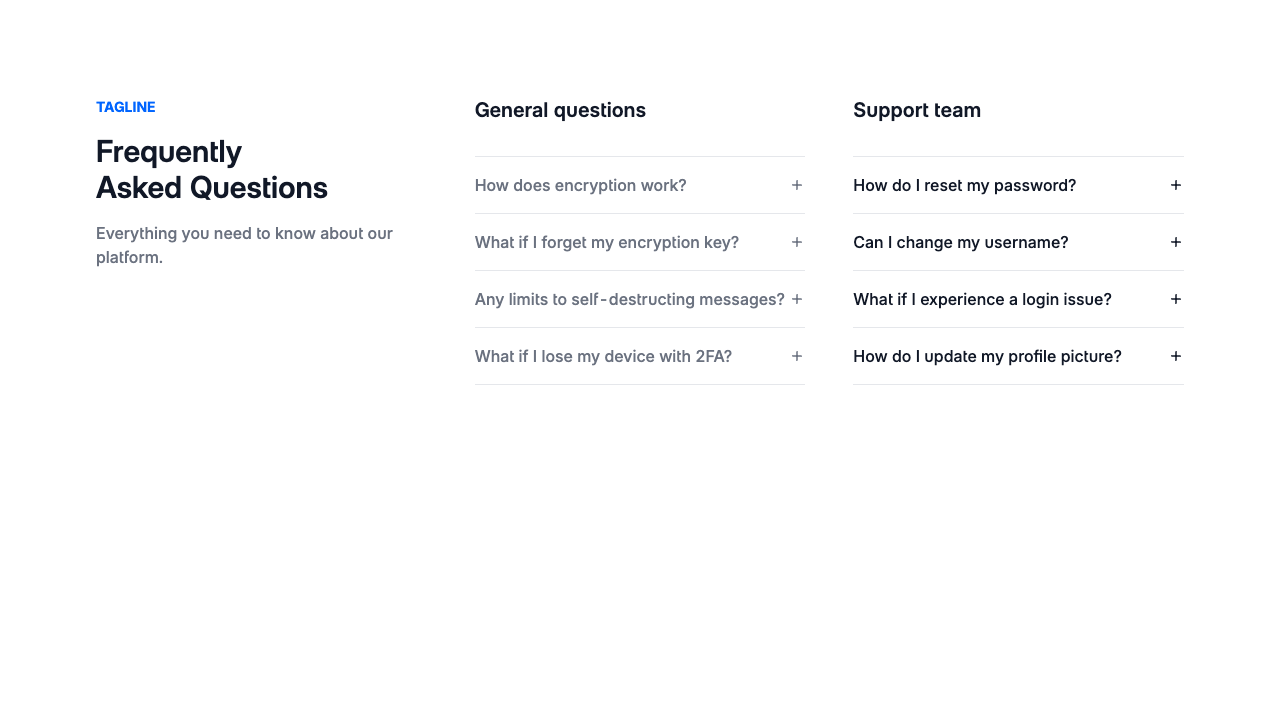 TAGLINE
Frequently
Asked Questions
Everything you need to know about our
platform.
General questions
How does encryption work?
What if I forget my encryption key?
Any limits to self-destructing messages?
What if I lose my device with 2FA?
Support team
How do I reset my password?
Can I change my username?
What if I experience a login issue?
How do I update my profile picture?